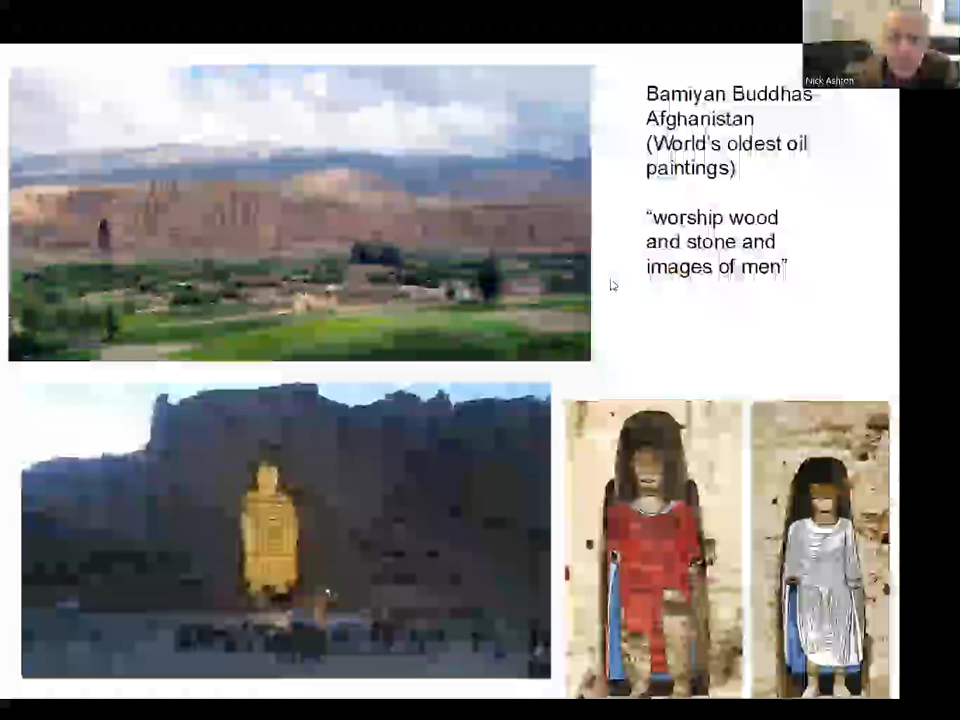 Nick Ashton
Bamiyan Buddhas
Afghanistan
(World's oldest oil
paintings)
“worship wood
and stone and
images of men”